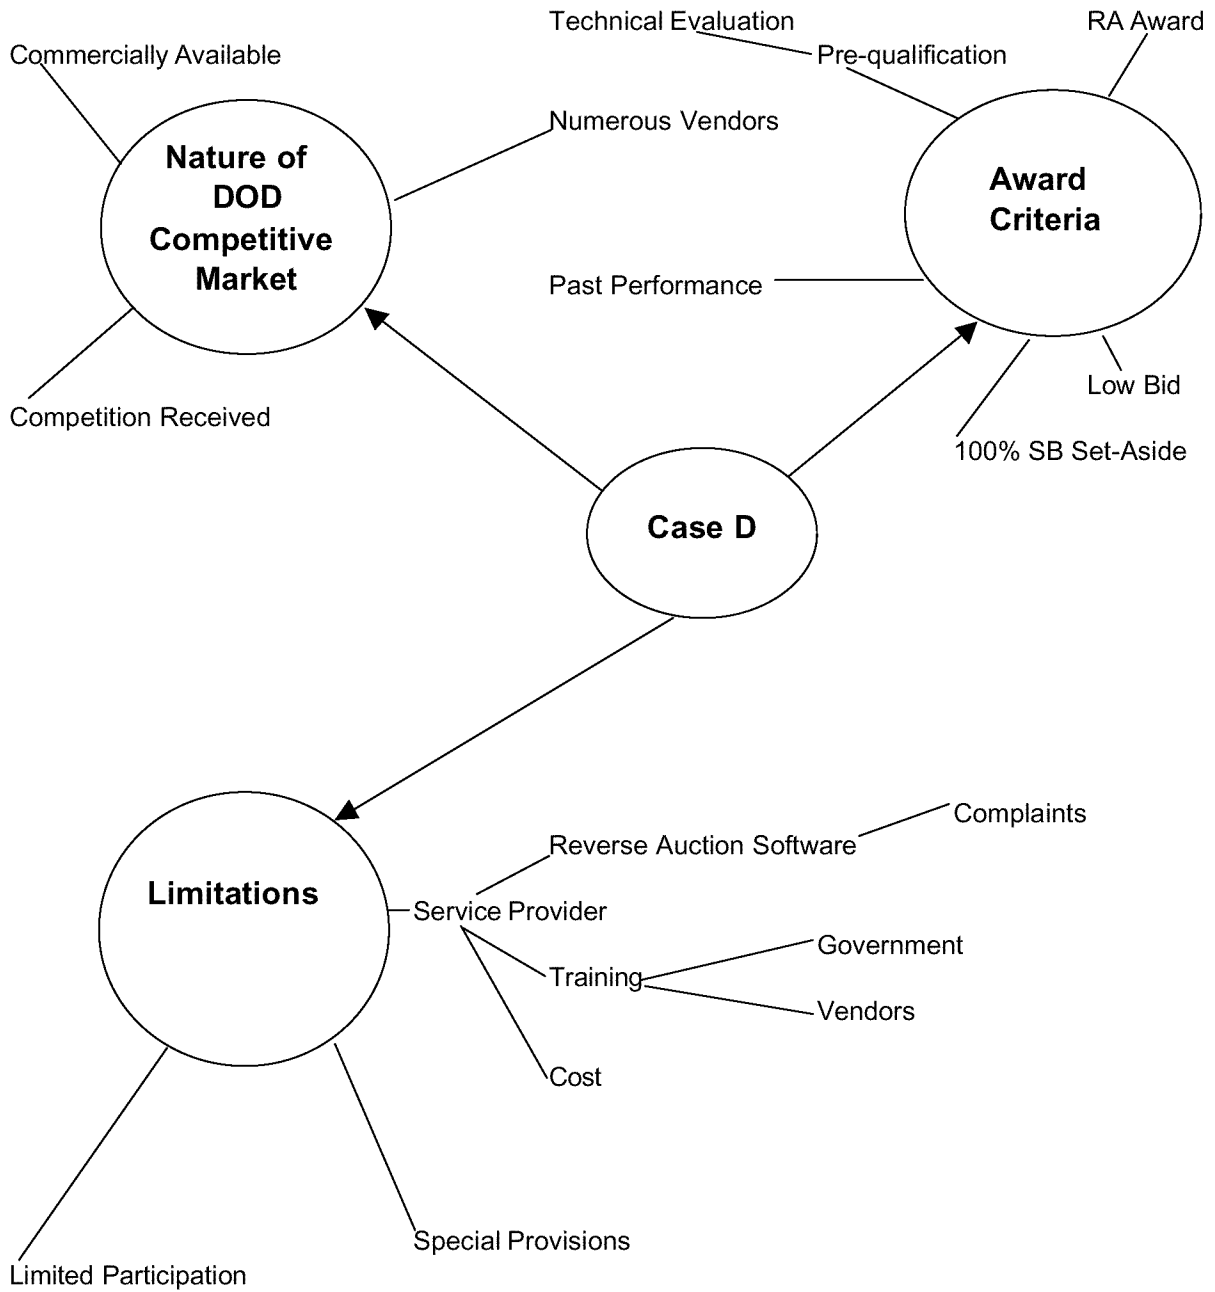 Technical Evaluation
RA Award
Commercially Available
Pre-qualification
Numerous Vendors
Nature of
DOD
Competitive
Market
Award
Criteria
Past Performance
Low Bid
Competition Received
100% SB Set-Aside
Case D
Complaints
Reverse Auction Software
Limitations
Service Provider
Government
Training
Vendors
Cost
Special Provisions
Limited Participation